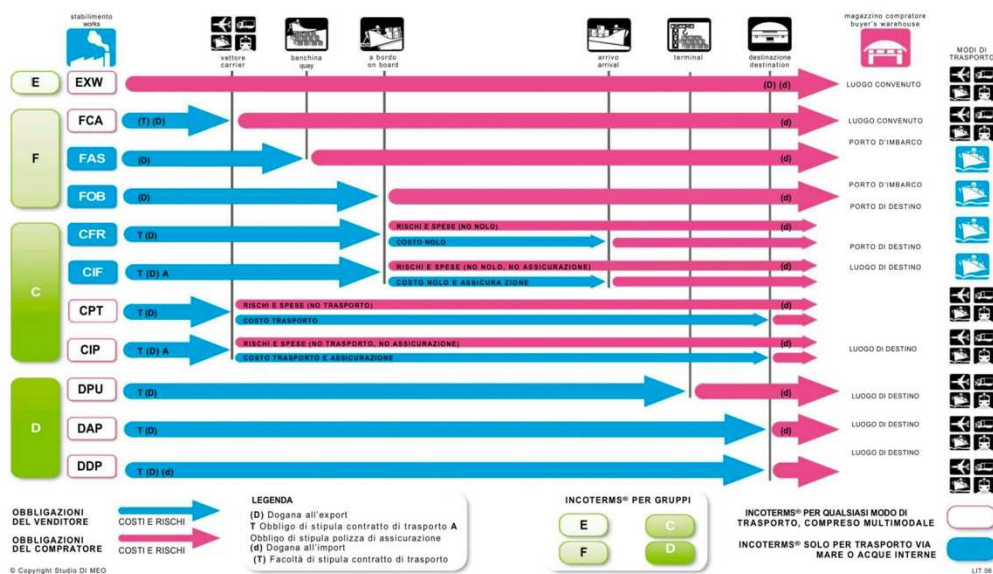 stabilimento
works
vettore
carrier
banchina
quay
a bordo
on board
arrivo
arrival
terminal
destinazione
destination
magazzino compratore
buyer's warehouse
MODI DI
TRASPORTO
E
EXW
(D) (d)
LUOGO CONVENUTO
F
FCA
(T) (D)
(d)
LUOGO CONVENUTO
PORTO D'IMBARCO
FAS
(D)
(d)
FOB
(D)
(d)
PORTO D'IMBARCO
PORTO DI DESTINO
C
CFR
T (D)
RISCHI E SPESE (NO NOLO)
(d)
COSTO NOLO
PORTO DI DESTINO
CIF
T (D) A
RISCHI E SPESE (NO NOLO, NO ASSICURAZIONE)
(d)
COSTO NOLO E ASSICURA ZIONE
LUOGO DI DESTINO
CPT
T (D)
RISCHI E SPESE (NO TRASPORTO)
(d)
COSTO TRASPORTO
CIP
T (D) A
RISCHI E SPESE (NO TRASPORTO, NO ASSICURAZIONE)
(d)
COSTO TRASPORTO E ASSICURAZIONE
LUOGO DI DESTINO
D
DPU
T (D)
(d)
LUOGO DI DESTINO
DAP
T (D)
(d)
LUOGO DI DESTINO
LUOGO DI DESTINO
DDP
T (D) (d)
OBBLIGAZIONI
DEL VENDITORE
COSTI E RISCHI
OBBLIGAZIONI
DEL COMPRATORE
COSTI E RISCHI
LEGENDA
(D) Dogana all'export
T Obbligo di stipula contratto di trasporto A
Obbligo di stipula polizza di assicurazione
(d) Dogana all'import
(T) Facoltà di stipula contratto di trasporto
INCOTERMS® PER GRUPPI
E
C
F
D
INCOTERMS® PER QUALSIASI MODO DI
TRASPORTO, COMPRESO MULTIMODALE
INCOTERMS® SOLO PER TRASPORTO VIA
MARE O ACQUE INTERNE
© Copyright Studio DI MEO
LIT 06